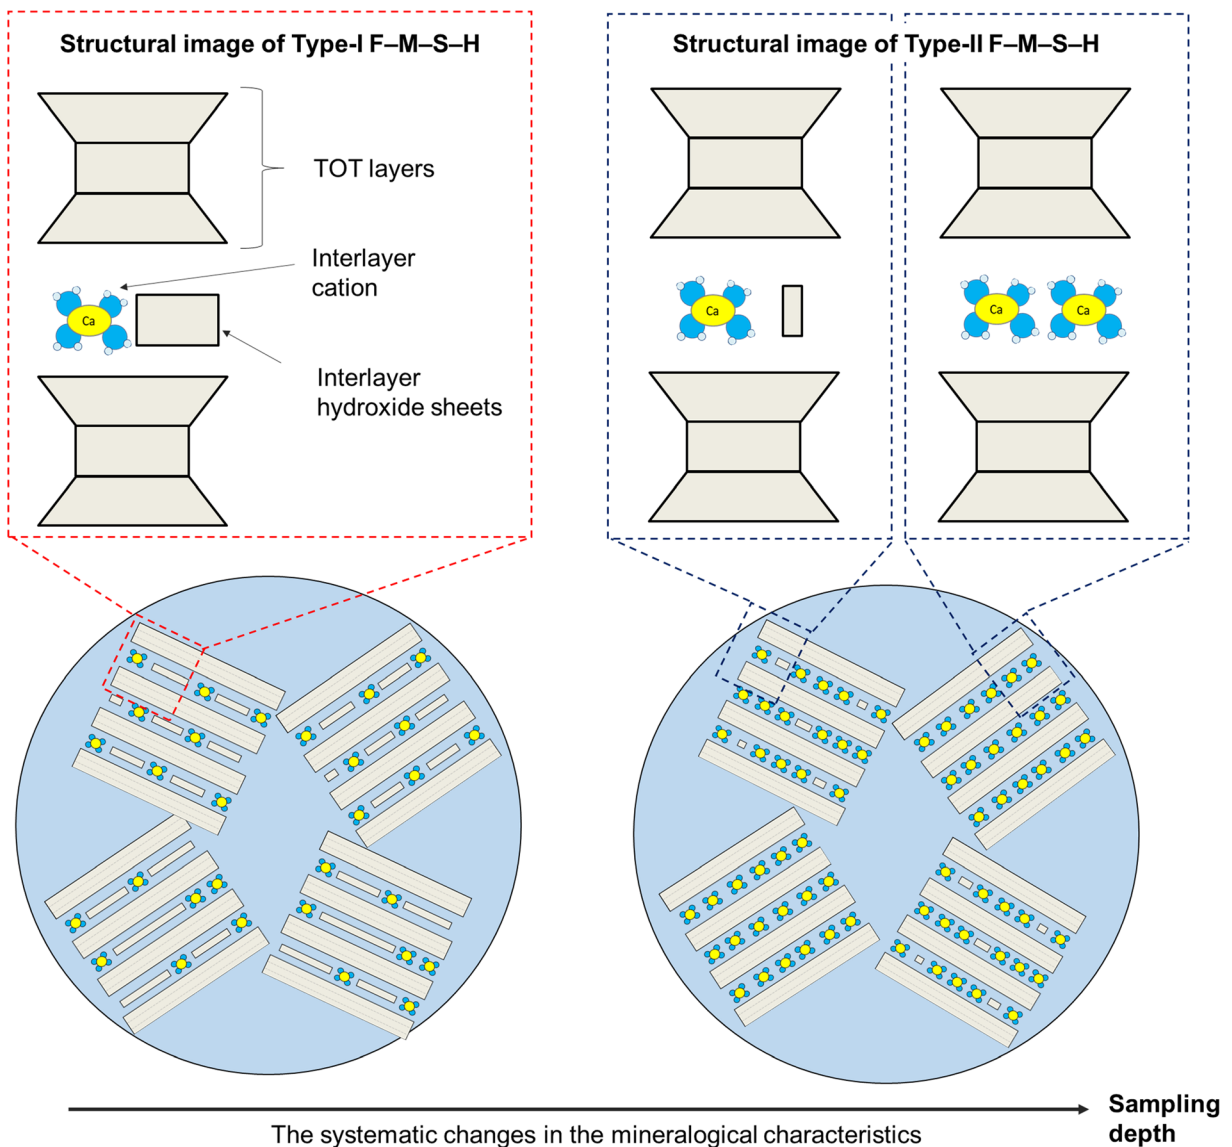 Structural image of Type-I F–M–S–H
Structural image of Type-II F–M–S–H
TOT layers
Interlayer
cation
Ca
Ca
Ca
Ca
Interlayer
hydroxide sheets
Sampling
depth
The systematic changes in the mineralogical characteristics